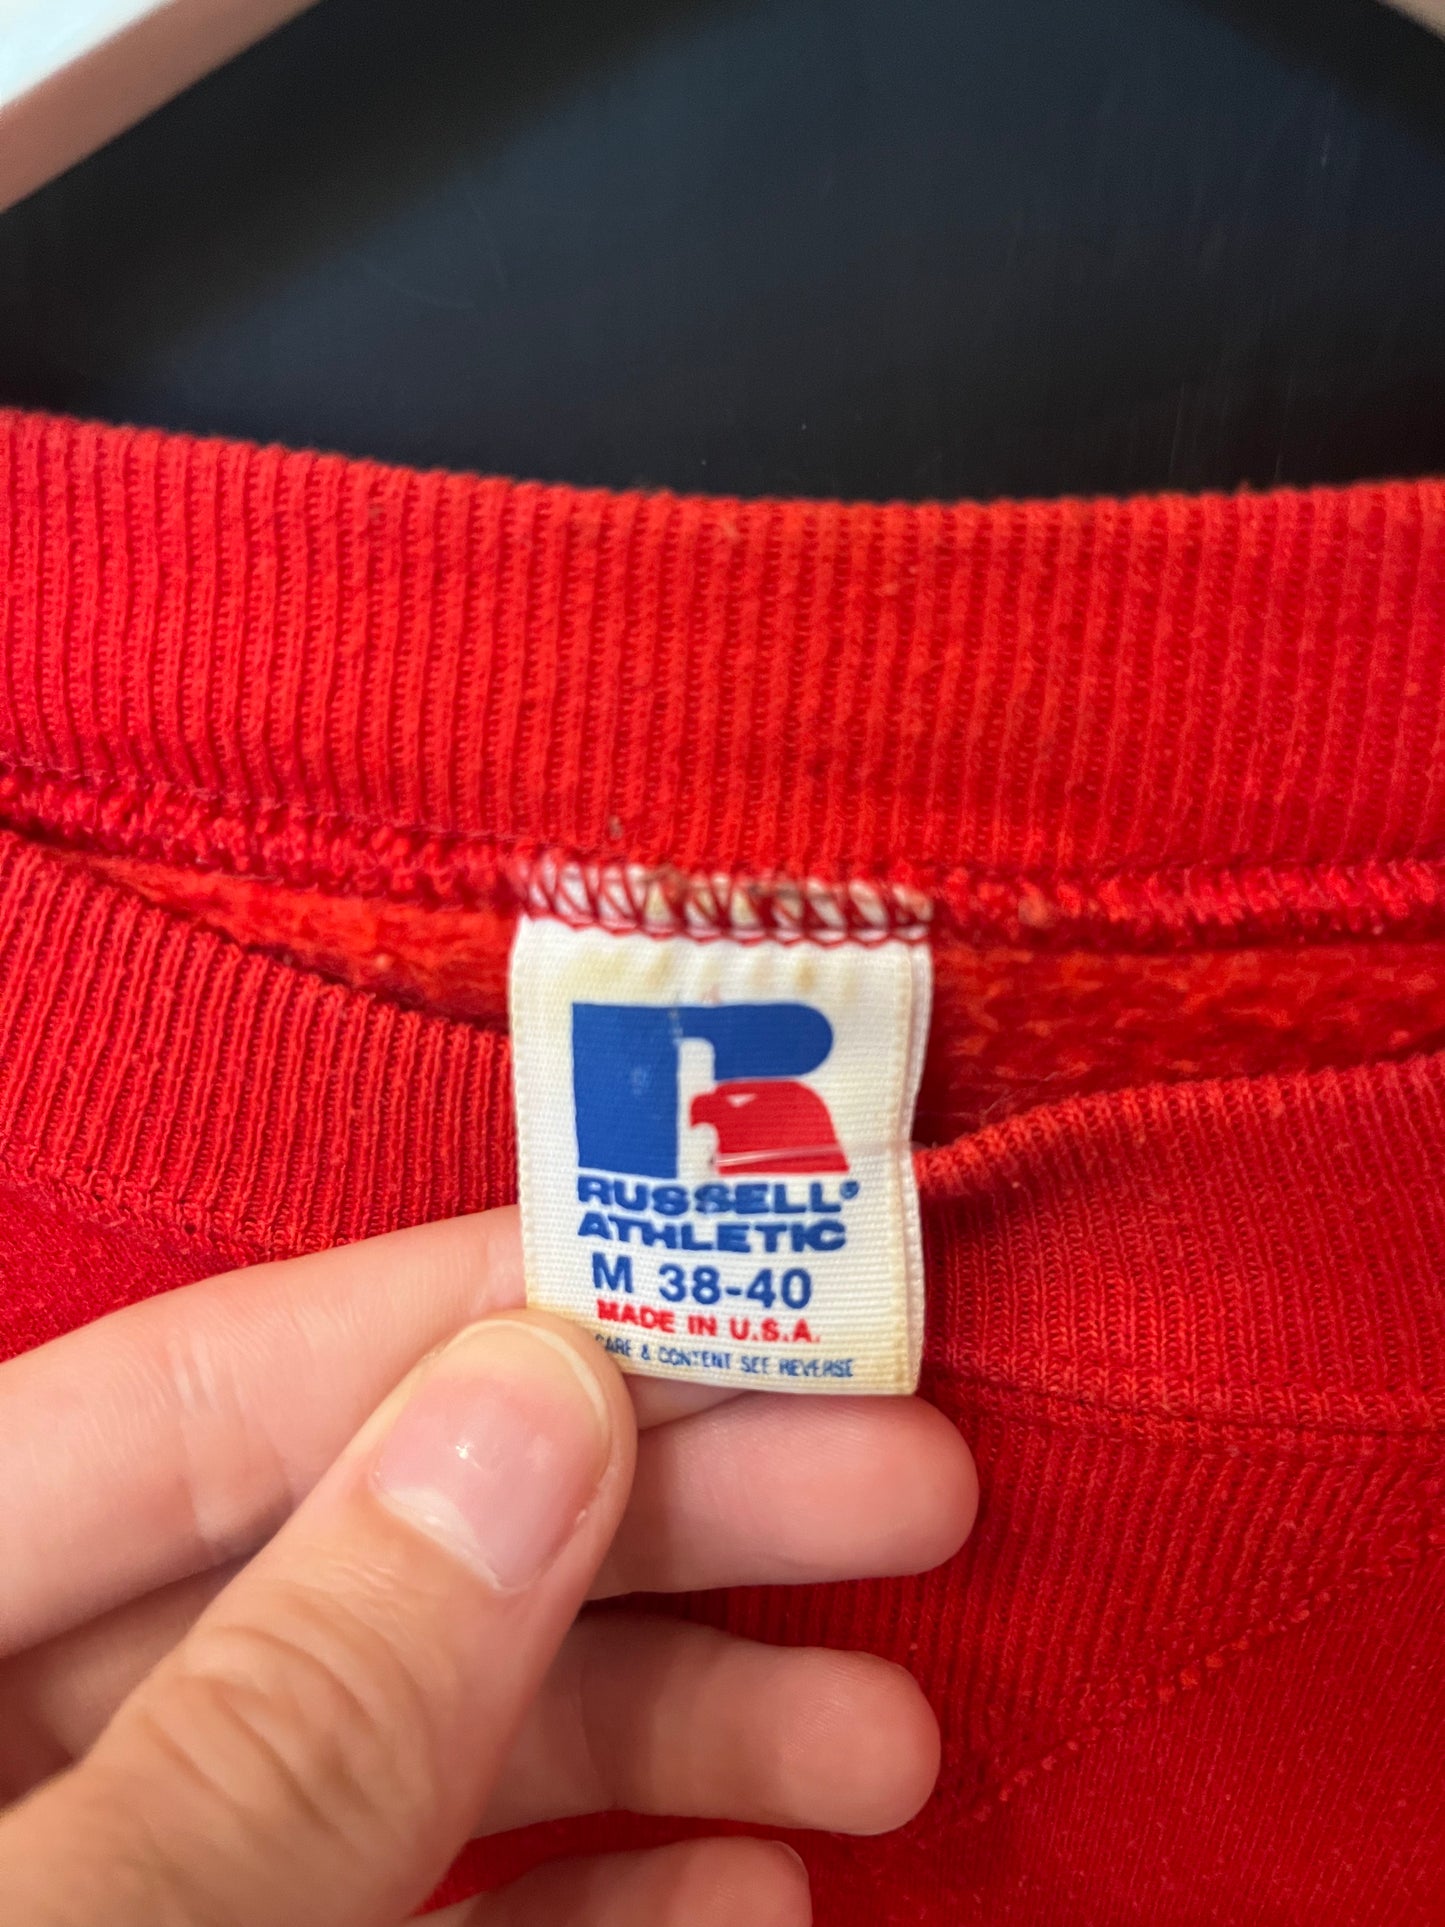 R
RUSSELL®
ATHLETIC
M 38-40
MADE IN U.S.A.
CARE & CONTENT SEE REVERSE